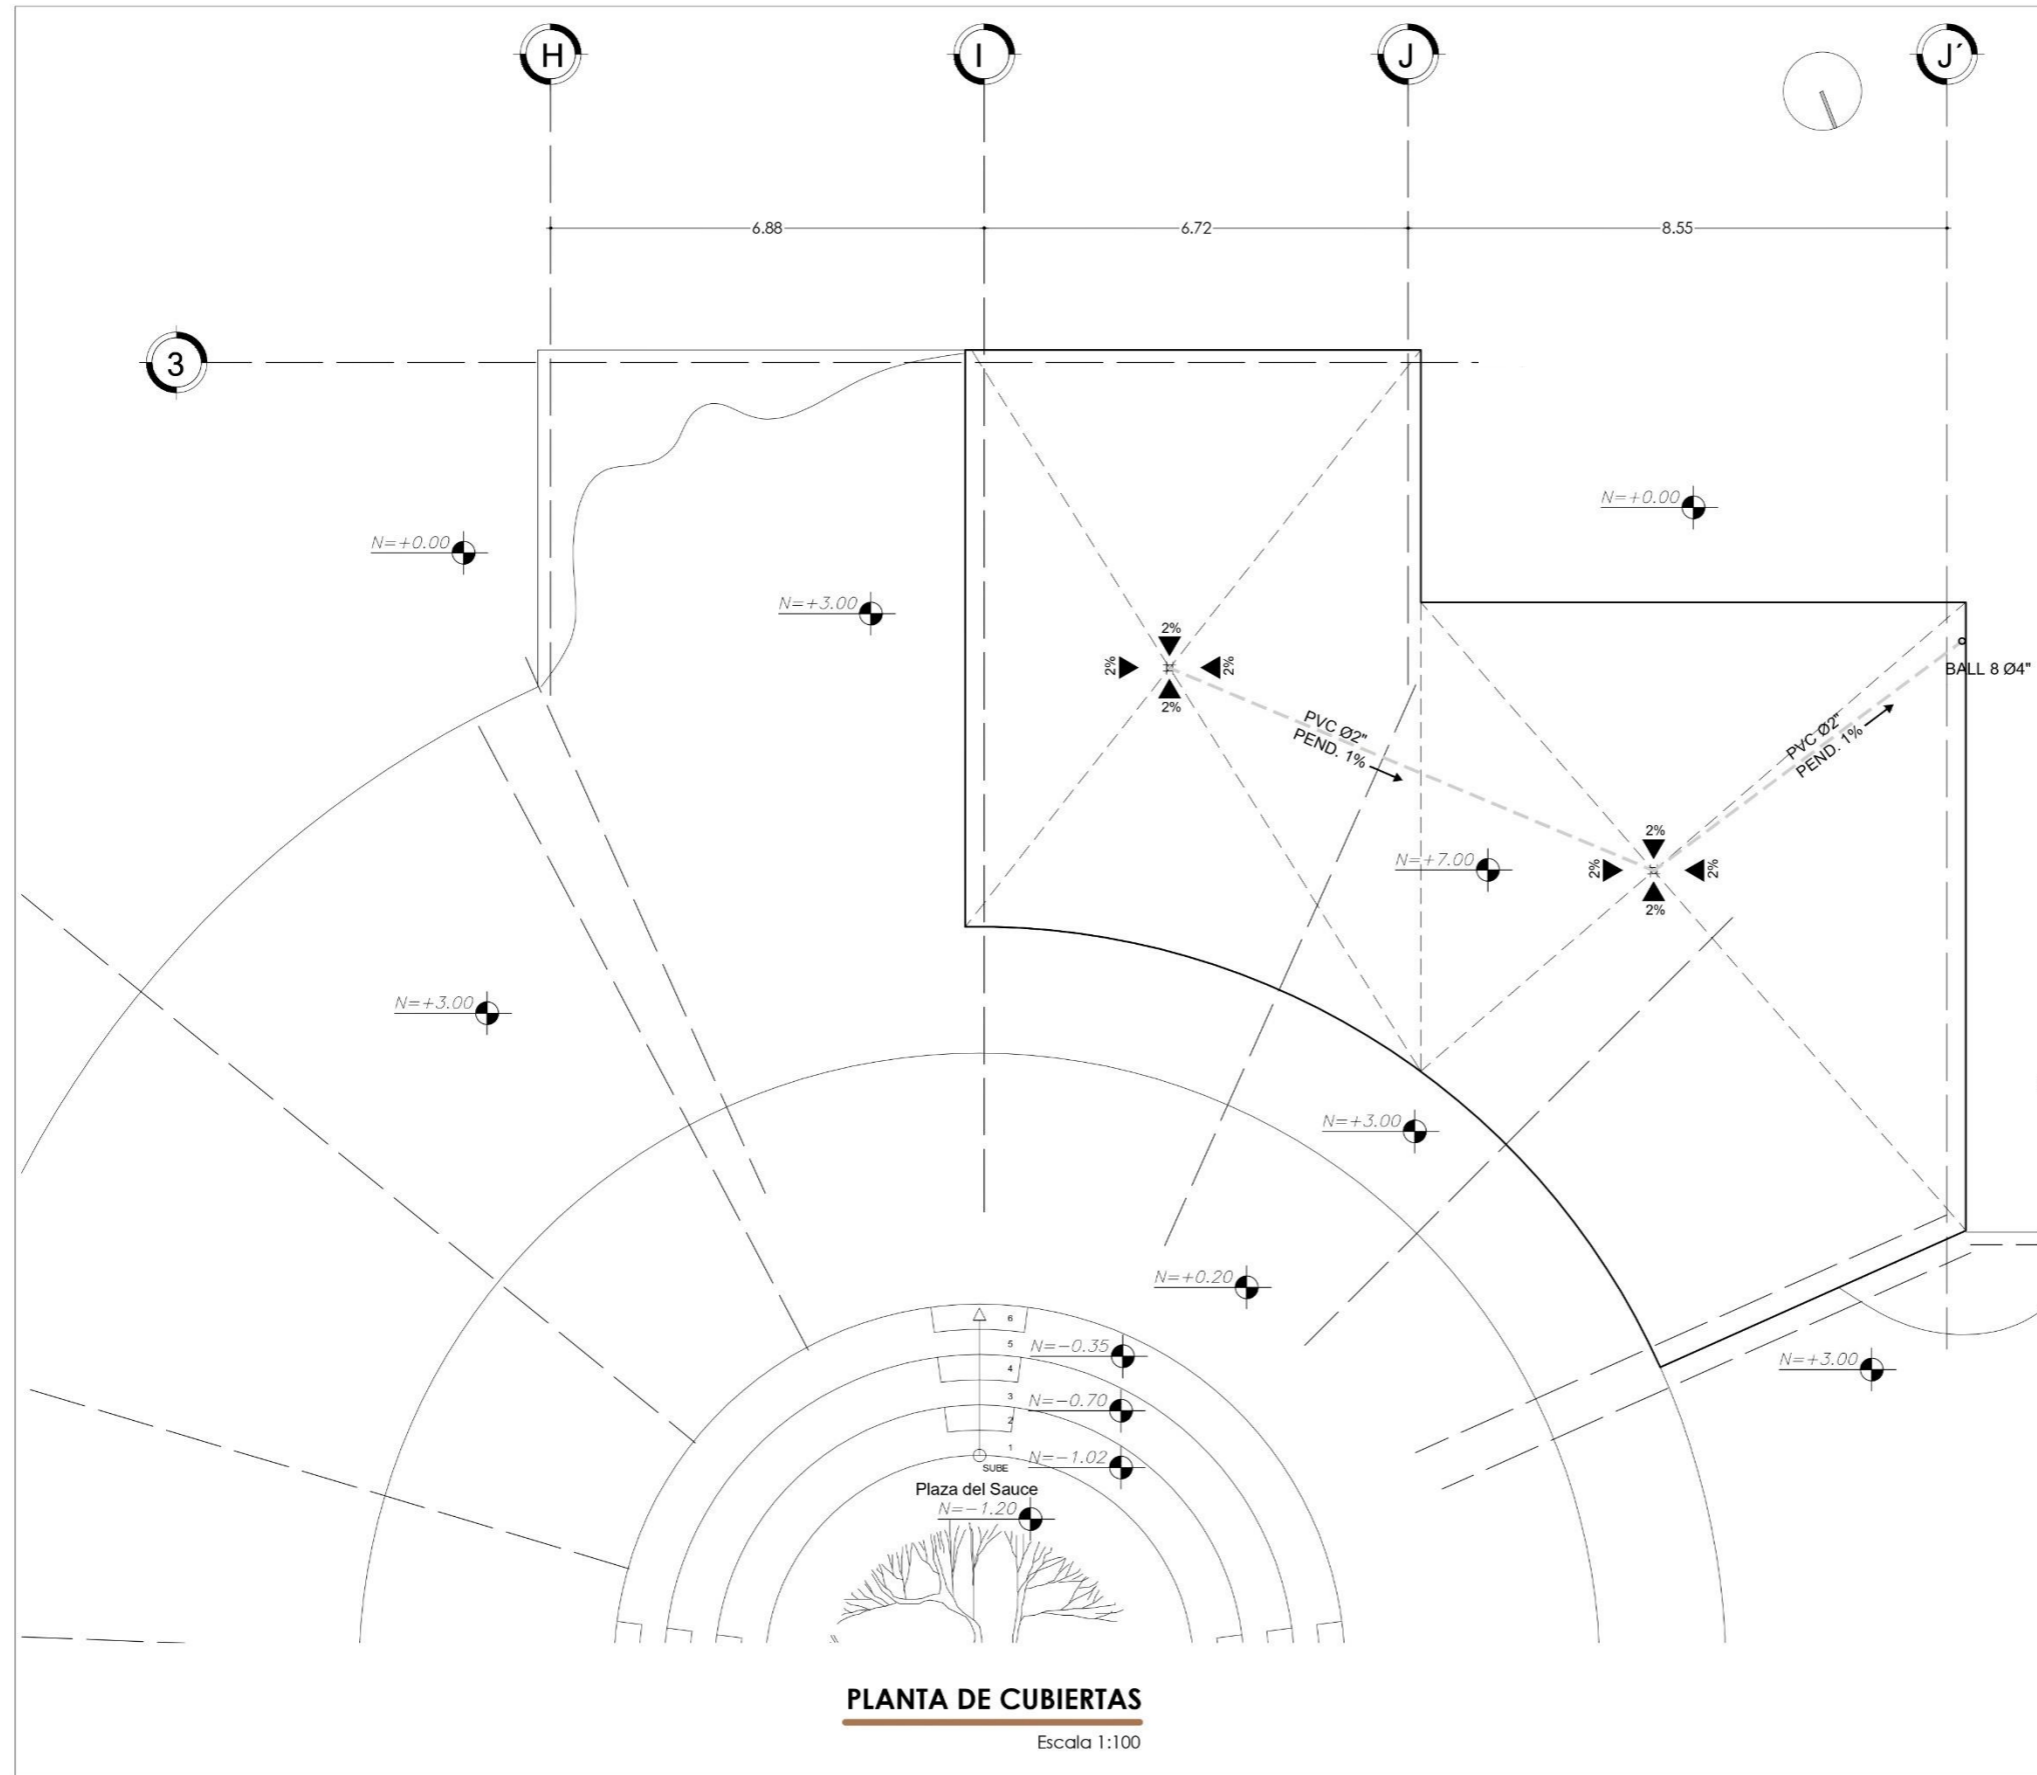 H
I
J
J´
6.88
6.72
8.55
3
N=+0.00
N=+0.00
N=+3.00
2%
2%
2%
2%
BALL 8 Ø4"
PVC Ø2"
PEND. 1%
PVC Ø2"
PEND. 1%
2%
2%
2%
2%
N=+7.00
N=+3.00
N=+3.00
N=+0.20
6
5
N=-0.35
4
3
N=-0.70
2
1
N=-1.02
SUBE
Plaza del Sauce
N=-1.20
N=+3.00
PLANTA DE CUBIERTAS
Escala 1:100